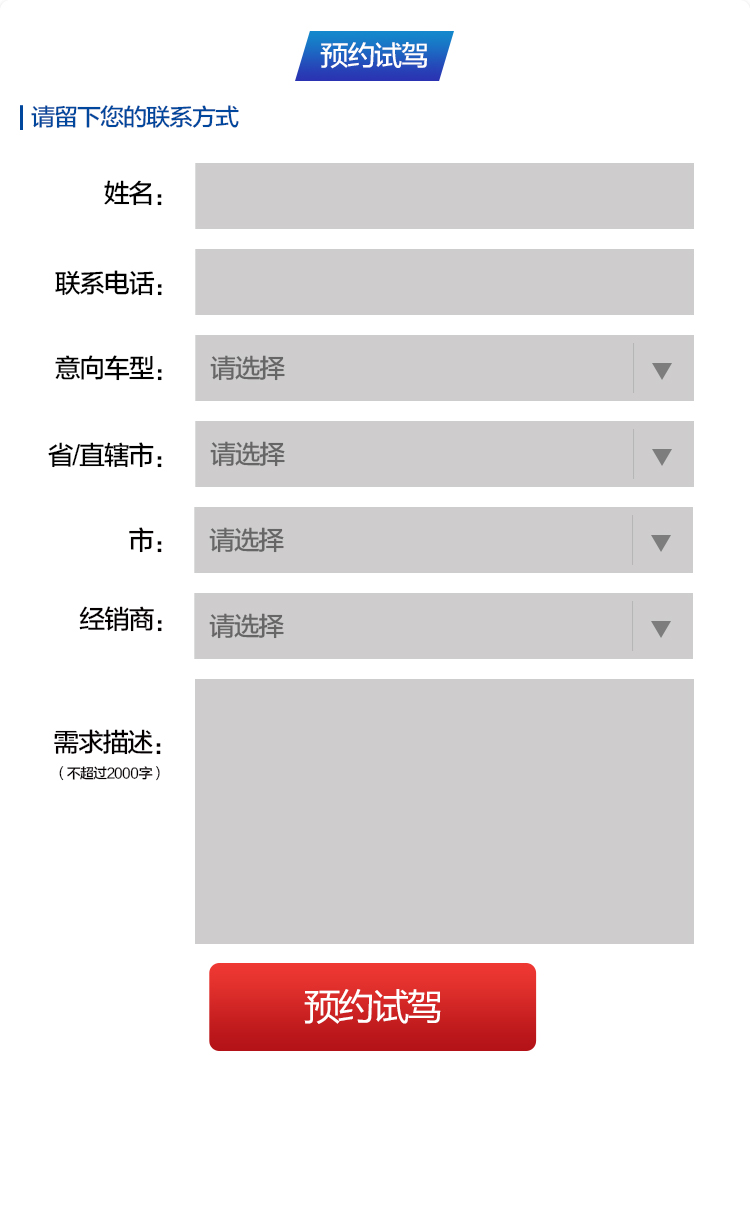 预约试驾
请留下您的联系方式
姓名：
联系电话：
意向车型： 请选择
省/直辖市： 请选择
市： 请选择
经销商： 请选择
需求描述：
（不超过2000字）
预约试驾